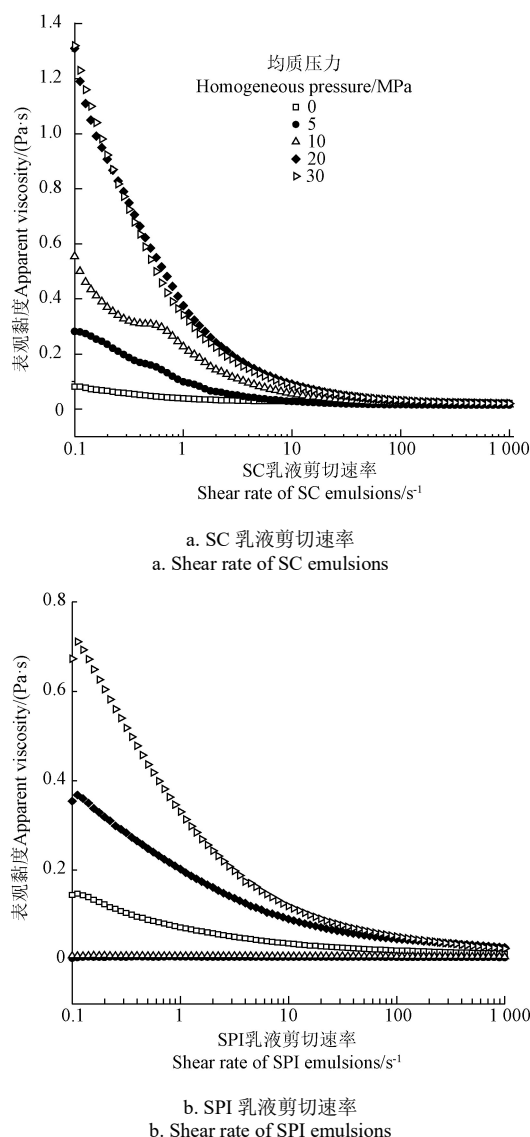 1.4
1.2
1.0
0.8
0.6
0.4
0.2
0
表观黏度Apparent viscosity/(Pa·s)
均质压力
Homogeneous pressure/MPa
0
5
10
20
30
0.1 1 10 100 1 000
SC乳液剪切速率
Shear rate of SC emulsions/s-1
a. SC 乳液剪切速率
a. Shear rate of SC emulsions
0.8
0.6
0.4
0.2
0
表观黏度Apparent viscosity/(Pa·s)
0.1 1 10 100 1 000
SPI乳液剪切速率
Shear rate of SPI emulsions/s-1
b. SPI 乳液剪切速率
b. Shear rate of SPI emulsions